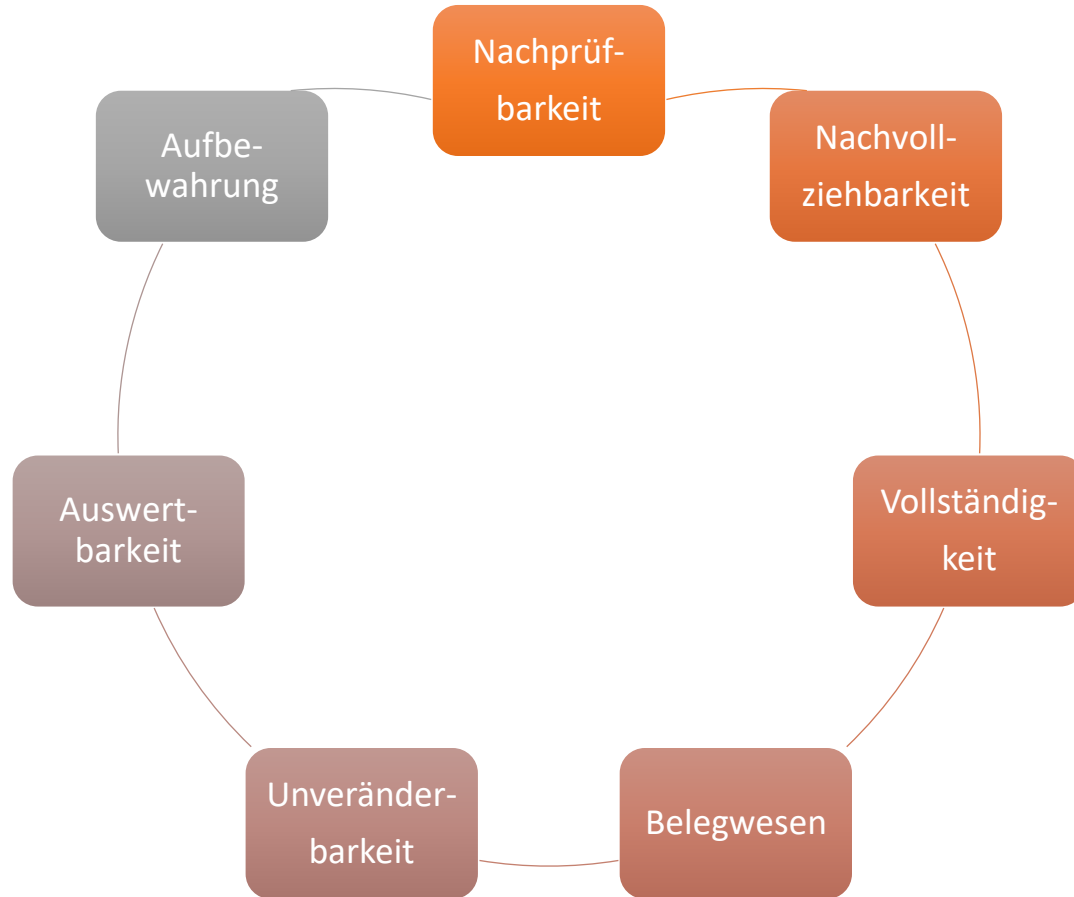 Nachprüf-
barkeit
Nachvoll-
ziehbarkeit
Vollständig-
keit
Belegwesen
Unveränder-
barkeit
Auswert-
barkeit
Aufbe-
wahrung